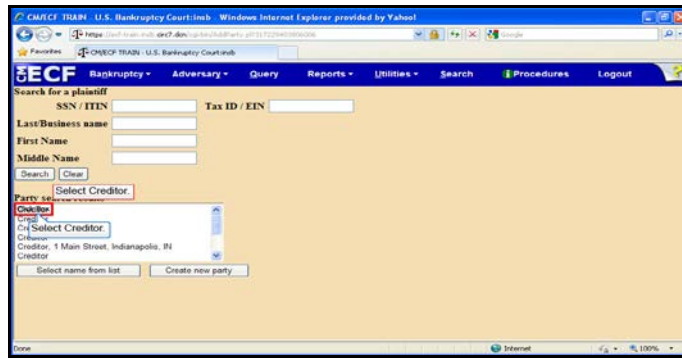 CM/ECF TRAIN - U.S. Bankruptcy Court:insb - Windows Internet Explorer provided by Yahoo!
Google
Favorites CM/ECF TRAIN - U.S. Bankruptcy Court:insb
ECF Bankruptcy Adversary Query Reports Utilities Search Procedures Logout ?
Search for a plaintiff
SSN / ITIN Tax ID / EIN
Last/Business name
First Name
Middle Name
Search Clear
Select Creditor.
Party search results
Select Creditor.
Creditor
Creditor, 1 Main Street, Indianapolis, IN
Creditor
Select name from list Create new party
Done Internet 100%